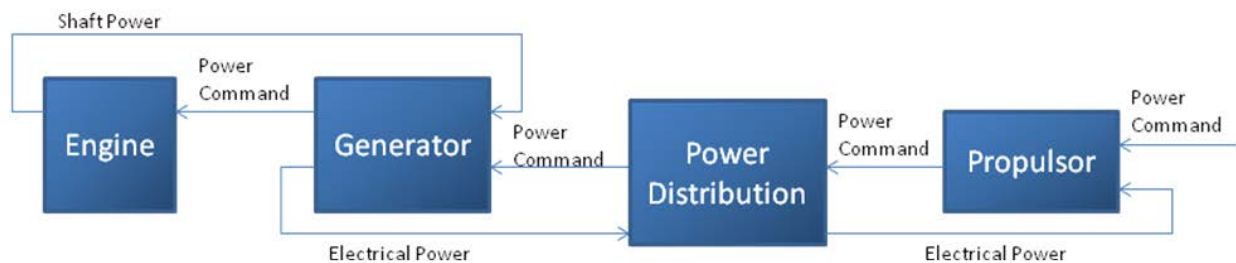 Shaft Power
Power
Command
Engine
Generator
Power
Command
Power
Distribution
Power
Command
Propulsor
Power
Command
Electrical Power
Electrical Power